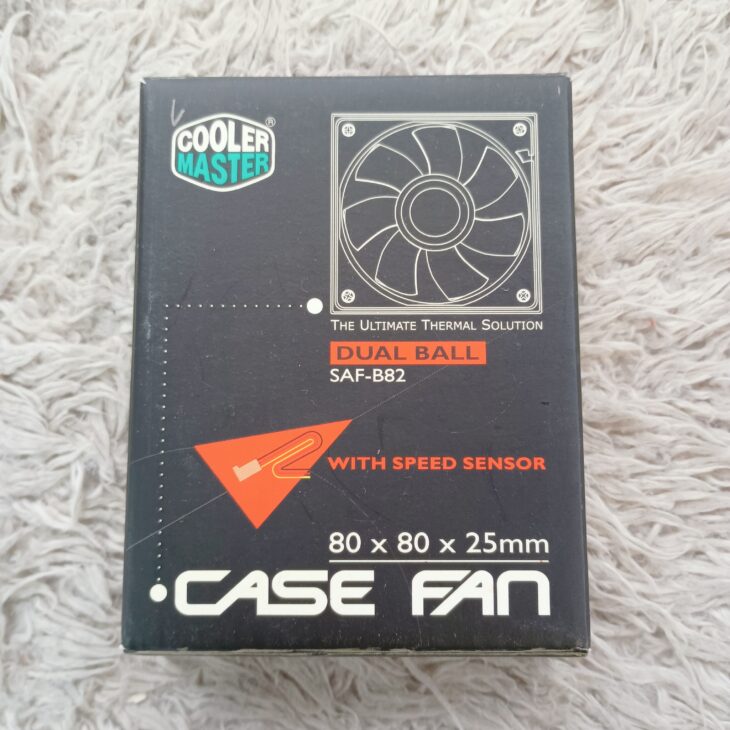 COOLER
MASTER®
THE ULTIMATE THERMAL SOLUTION
DUAL BALL
SAF-B82
WITH SPEED SENSOR
80 x 80 x 25mm
CASE FAN